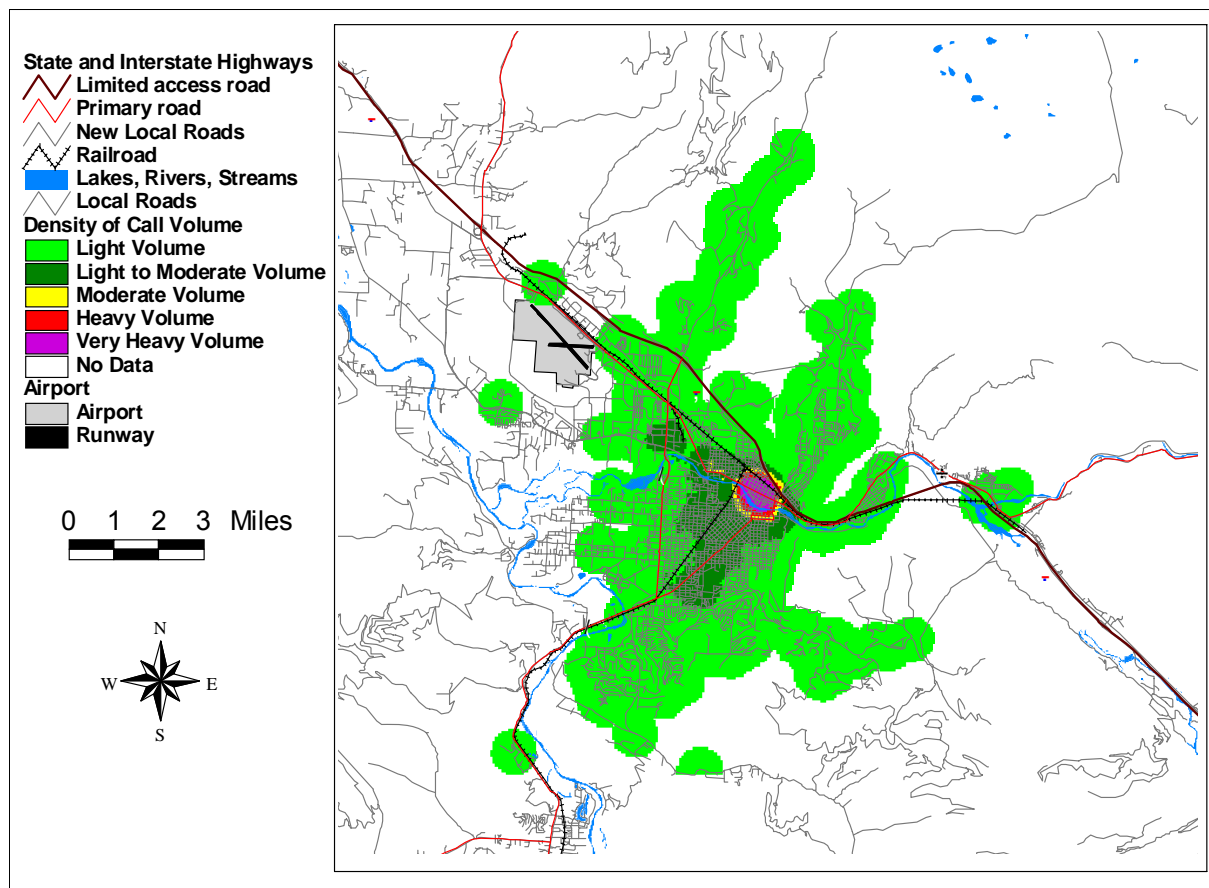 State and Interstate Highways
Limited access road
Primary road
New Local Roads
Railroad
Lakes, Rivers, Streams
Local Roads
Density of Call Volume
Light Volume
Light to Moderate Volume
Moderate Volume
Heavy Volume
Very Heavy Volume
No Data
Airport
Airport
Runway
0 1 2 3 Miles
N
W E
S